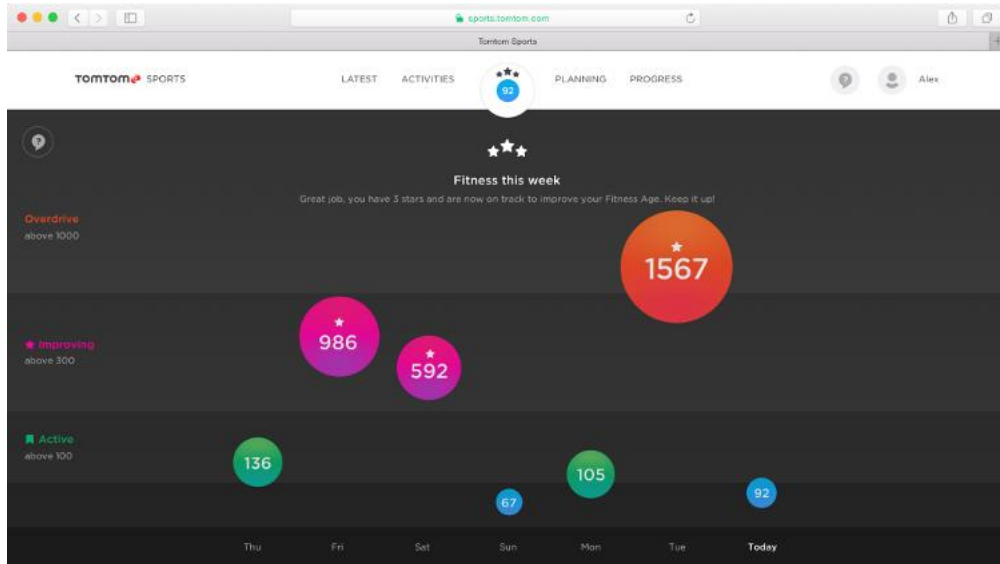 sports.tomtom.com
Tomtom Sports
TOMTOM SPORTS
LATEST
ACTIVITIES
92
PLANNING
PROGRESS
Alex
Fitness this week
Great job, you have 3 stars and are now on track to improve your Fitness Age. Keep it up!
Overdrive
above 1000
1567
Improving
above 300
986
592
Active
above 100
136
105
67
92
Thu
Fri
Sat
Sun
Mon
Tue
Today